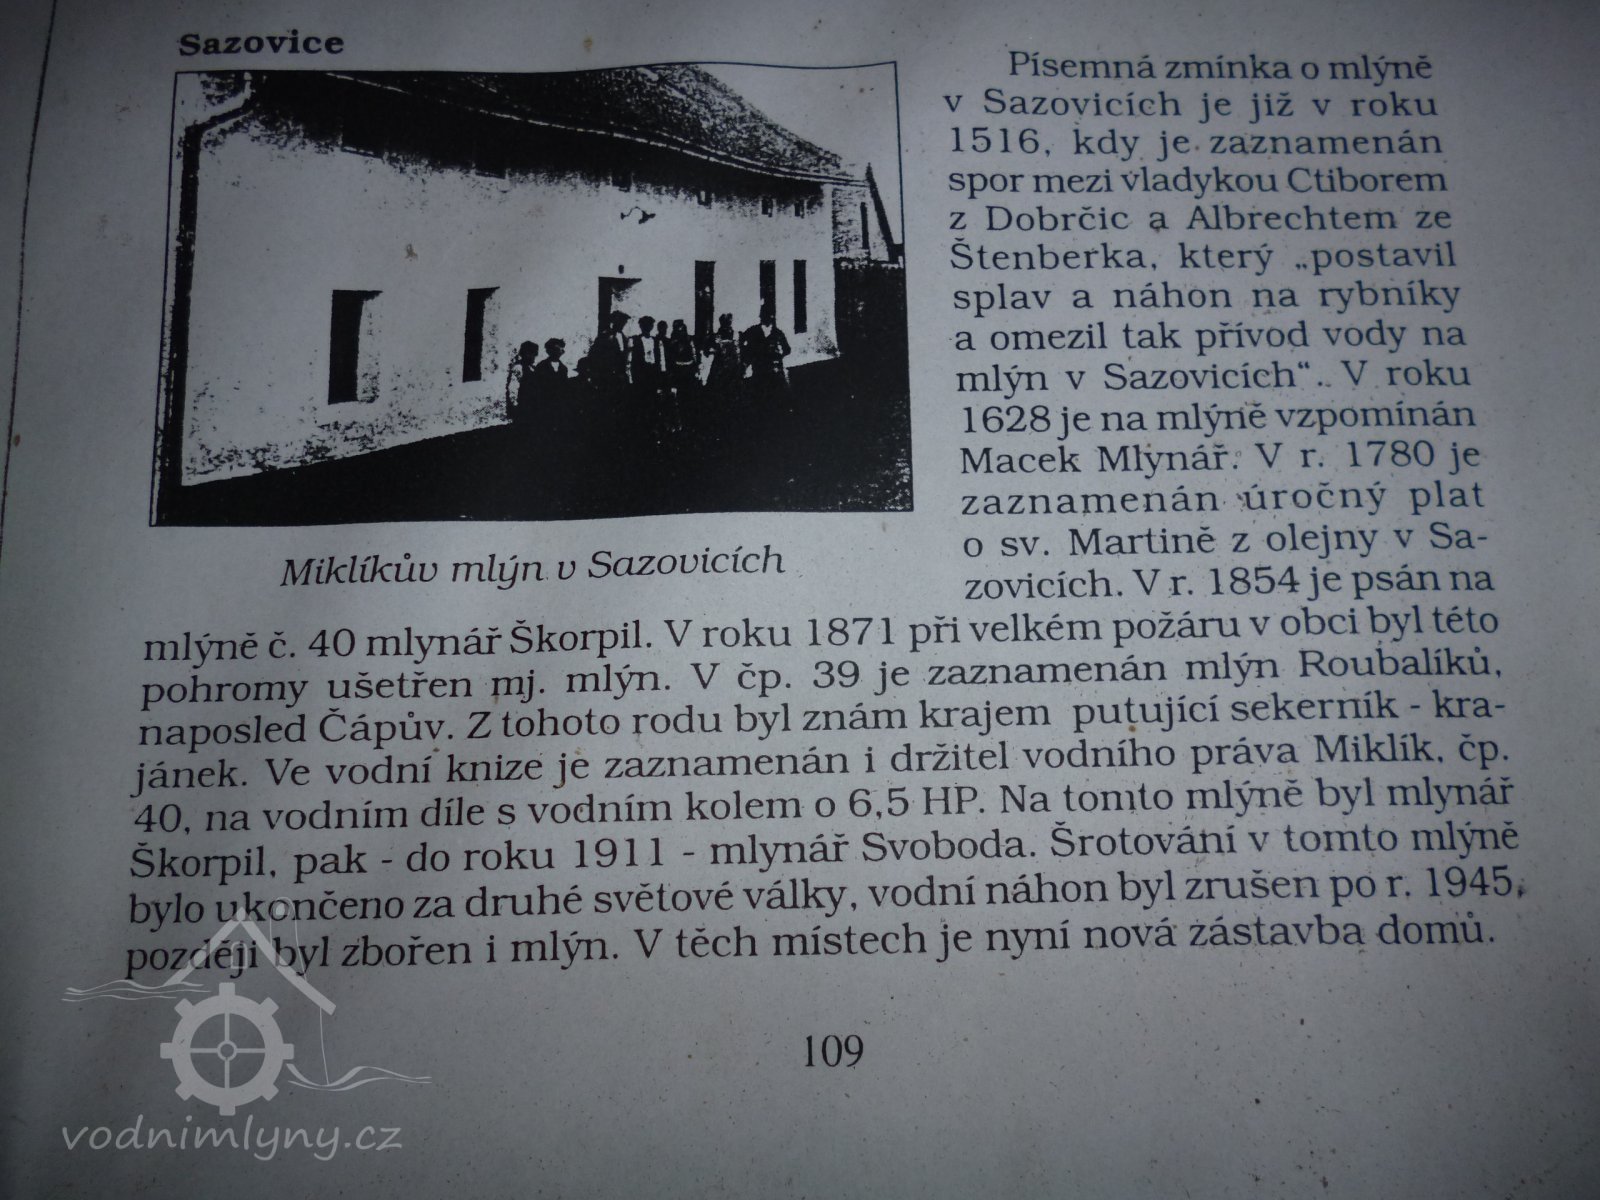 Sazovice
Písemná zmínka o mlýně
v Sazovicích je již v roku
1516, kdy je zaznamenán
spor mezi vladykou Ctiborem
z Dobrčic a Albrechtem ze
Štenberka, který „postavil
splav a náhon na rybníky
a omezil tak přívod vody na
mlýn v Sazovicích“. V roku
1628 je na mlýně vzpomínán
Macek Mlynář. V r. 1780 je
zaznamenán úročný plat
o sv. Martině z olejny v Sa-
zovicích. V r. 1854 je psán na
Miklíkův mlýn v Sazovicích
mlýně č. 40 mlynář Škorpil. V roku 1871 při velkém požáru v obci byl této
pohromy ušetřen mj. mlýn. V čp. 39 je zaznamenán mlýn Roubalíků,
naposled Čápův. Z tohoto rodu byl znám krajem putující sekerník - kra-
jánek. Ve vodní knize je zaznamenán i držitel vodního práva Miklík, čp.
40, na vodním díle s vodním kolem o 6,5 HP. Na tomto mlýně byl mlynář
Škorpil, pak - do roku 1911 - mlynář Svoboda. Šrotování v tomto mlýně
bylo ukončeno za druhé světové války, vodní náhon byl zrušen po r. 1945,
později byl zbořen i mlýn. V těch místech je nyní nová zástavba domů.
109
vodnimlyny.cz